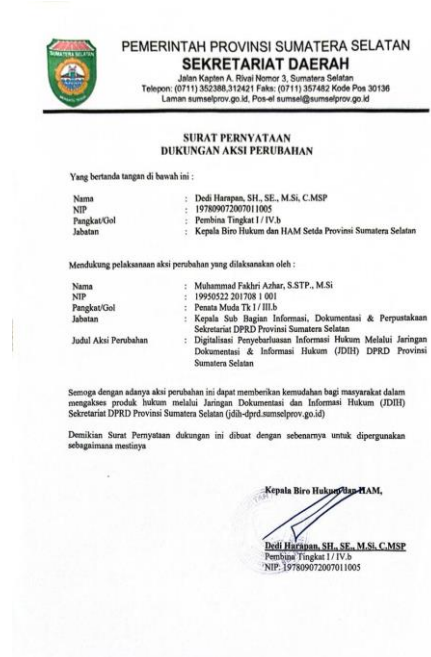 SUMATERA SELATAN
PEMERINTAH PROVINSI SUMATERA SELATAN
SEKRETARIAT DAERAH
Jalan Kapten A. Rivai Nomor 3, Sumatera Selatan
Telepon: (0711) 352388,312421 Faks: (0711) 357482 Kode Pos 30136
Laman sumselprov.go.id, Pos-el sumsel@sumselprov.go.id
SURAT PERNYATAAN
DUKUNGAN AKSI PERUBAHAN
Yang bertanda tangan di bawah ini :
Nama : Dedi Harapan, SH., SE., M.Si, C.MSP
NIP : 197809072007011005
Pangkat/Gol : Pembina Tingkat I / IV.b
Jabatan : Kepala Biro Hukum dan HAM Setda Provinsi Sumatera Selatan
Mendukung pelaksanaan aksi perubahan yang dilaksanakan oleh :
Nama : Muhammad Fakhri Azhar, S.STP., M.Si
NIP : 19950522 201708 1 001
Pangkat/Gol : Penata Muda Tk I / III.b
Jabatan : Kepala Sub Bagian Informasi, Dokumentasi & Perpustakaan
Sekretariat DPRD Provinsi Sumatera Selatan
Judul Aksi Perubahan : Digitalisasi Penyebarluasan Informasi Hukum Melalui Jaringan
Dokumentasi & Informasi Hukum (JDIH) DPRD Provinsi
Sumatera Selatan
Semoga dengan adanya aksi perubahan ini dapat memberikan kemudahan bagi masyarakat dalam
mengakses produk hukum melalui Jaringan Dokumentasi dan Informasi Hukum (JDIH)
Sekretariat DPRD Provinsi Sumatera Selatan (jdih-dprd.sumselprov.go.id)
Demikian Surat Pernyataan dukungan ini dibuat dengan sebenarnya untuk dipergunakan
sebagaimana mestinya
Kepala Biro Hukum dan HAM,
Dedi Harapan, SH., SE., M.Si, C.MSP
Pembina Tingkat I / IV.b
NIP: 197809072007011005